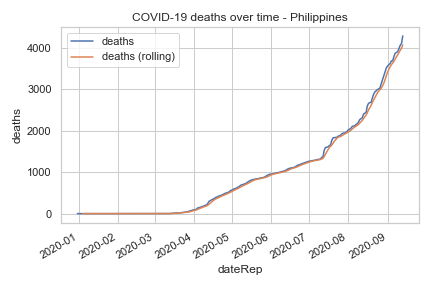 COVID-19 deaths over time - Philippines
deaths
deaths (rolling)
deaths
4000
3000
2000
1000
0
2020-01
2020-02
2020-03
2020-04
2020-05
2020-06
2020-07
2020-08
2020-09
dateRep